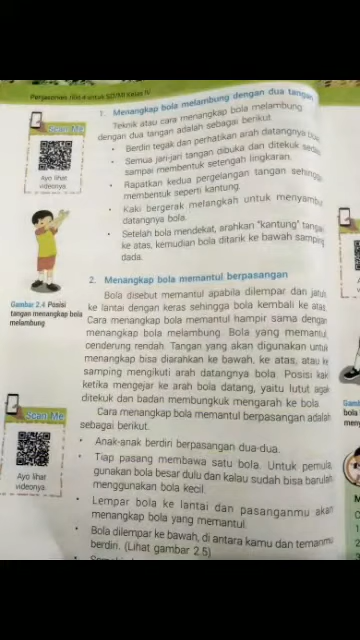 Penjasorkes Jilid 4 untuk SD/MI Kelas IV
1. Menangkap bola melambung dengan dua tangan
Teknik atau cara menangkap bola melambung
dengan dua tangan adalah sebagai berikut.
• Berdiri tegak dan perhatikan arah datangnya
• Semua jari-jari tangan dibuka dan ditekuk
sampai membentuk setengah lingkaran.
• Rapatkan kedua pergelangan tangan sehingga
membentuk seperti kantung.
• Kaki bergerak melangkah untuk menyambut
datangnya bola.
• Setelah bola mendekat, arahkan "kantung" tangan
ke atas, kemudian bola ditarik ke bawah samping
dada.
Scan Me
Ayo lihat
videonya.
Gambar 2.4 Posisi
tangan menangkap bola
melambung
2. Menangkap bola memantul berpasangan
Bola disebut memantul apabila dilempar dan jatuh
ke lantai dengan keras sehingga bola kembali ke atas.
Cara menangkap bola memantul hampir sama dengan
menangkap bola melambung. Bola yang memantul
cenderung rendah. Tangan yang akan digunakan untuk
menangkap bisa diarahkan ke bawah, ke atas, atau ke
samping mengikuti arah datangnya bola. Posisi kaki
ketika mengejar ke arah bola datang, yaitu lutut agak
ditekuk dan badan membungkuk mengarah ke bola.
Cara menangkap bola memantul berpasangan adalah
sebagai berikut.
• Anak-anak berdiri berpasangan dua-dua.
• Tiap pasang membawa satu bola. Untuk pemula,
gunakan bola besar dulu dan kalau sudah bisa barulah
menggunakan bola kecil.
• Lempar bola ke lantai dan pasanganmu akan
menangkap bola yang memantul.
• Bola dilempar ke bawah, di antara kamu dan temanmu
berdiri. (Lihat gambar 2.5)
Scan Me
Ayo lihat
videonya.